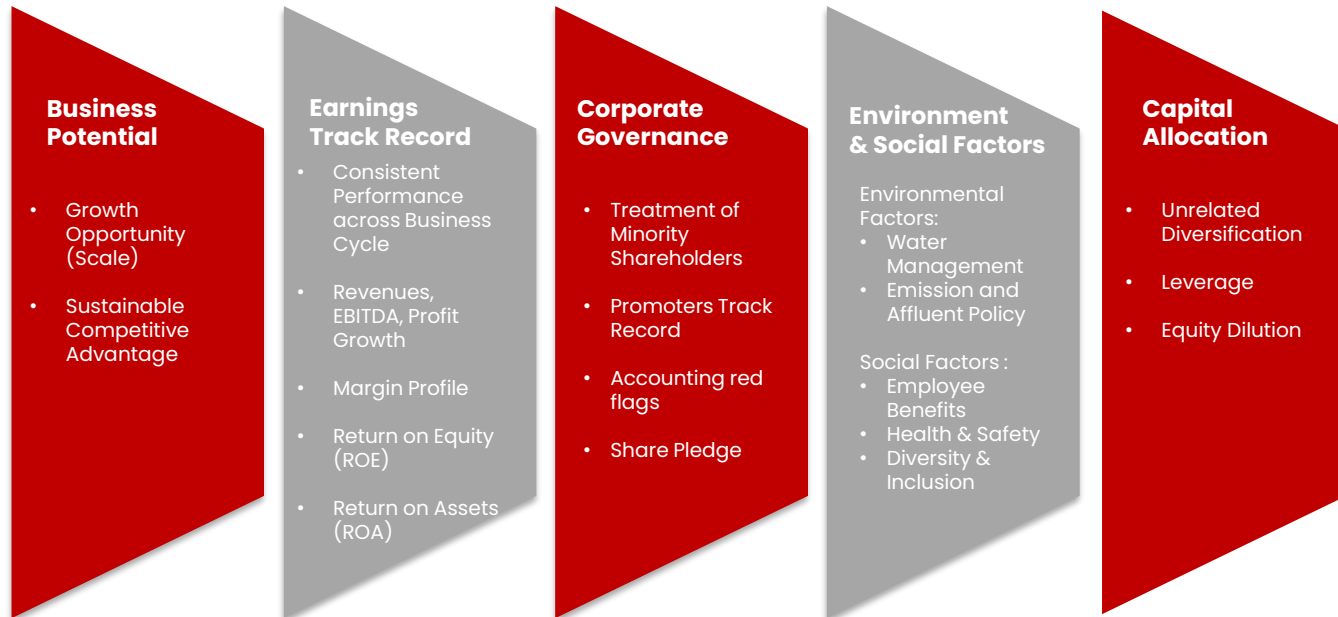 Business
Potential
• Growth
Opportunity
(Scale)
• Sustainable
Competitive
Advantage
Earnings
Track Record
• Consistent
Performance
across Business
Cycle
• Revenues,
EBITDA, Profit
Growth
• Margin Profile
• Return on Equity
(ROE)
• Return on Assets
(ROA)
Corporate
Governance
• Treatment of
Minority
Shareholders
• Promoters Track
Record
• Accounting red
flags
• Share Pledge
Environment
& Social Factors
Environmental
Factors:
• Water
Management
• Emission and
Affluent Policy
Social Factors :
• Employee
Benefits
• Health & Safety
• Diversity &
Inclusion
Capital
Allocation
• Unrelated
Diversification
• Leverage
• Equity Dilution